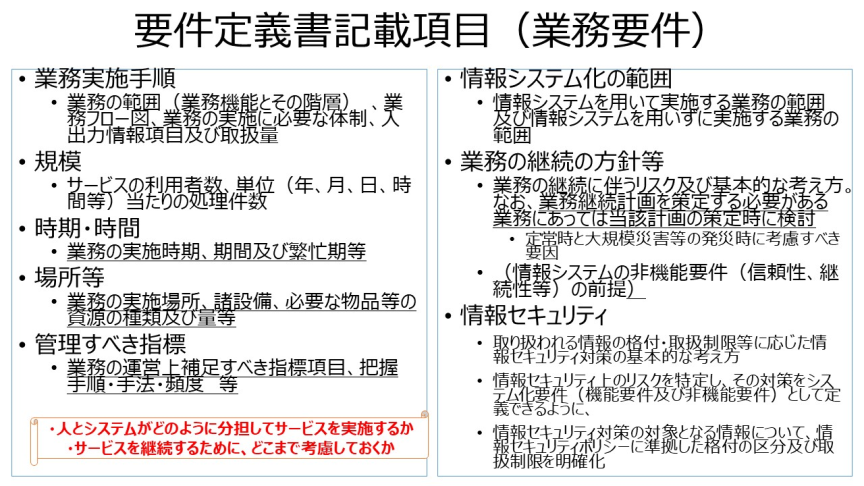 要件定義書記載項目（業務要件）
• 業務実施手順
• 業務の範囲（業務機能とその階層）、業
務フロー図、業務の実施に必要な体制、入
出力情報項目及び取扱量
• 規模
• サービスの利用者数、単位（年、月、日、時
間等）当たりの処理件数
• 時期・時間
• 業務の実施時期、期間及び繁忙期等
• 場所等
• 業務の実施場所、諸設備、必要な物品等の
資源の種類及び量等
• 管理すべき指標
• 業務の運営上補足すべき指標項目、把握
手順・手法・頻度 等
・人とシステムがどのように分担してサービスを実施するか
・サービスを継続するために、どこまで考慮しておくか
• 情報システム化の範囲
• 情報システムを用いて実施する業務の範囲
及び情報システムを用いずに実施する業務の
範囲
• 業務の継続の方針等
• 業務の継続に伴うリスク及び基本的な考え方。
なお、業務継続計画を策定する必要がある
業務にあっては当該計画の策定時に検討
• 定常時と大規模災害等の発災時に考慮すべき
要因
• （情報システムの非機能要件（信頼性、継
続性等）の前提）
• 情報セキュリティ
• 取り扱われる情報の格付・取扱制限等に応じた情
報セキュリティ対策の基本的な考え方
• 情報セキュリティ上のリスクを特定し、その対策をシス
テム化要件（機能要件及び非機能要件）として定
義できるように、
• 情報セキュリティ対策の対象となる情報について、情
報セキュリティポリシーに準拠した格付の区分及び取
扱制限を明確化